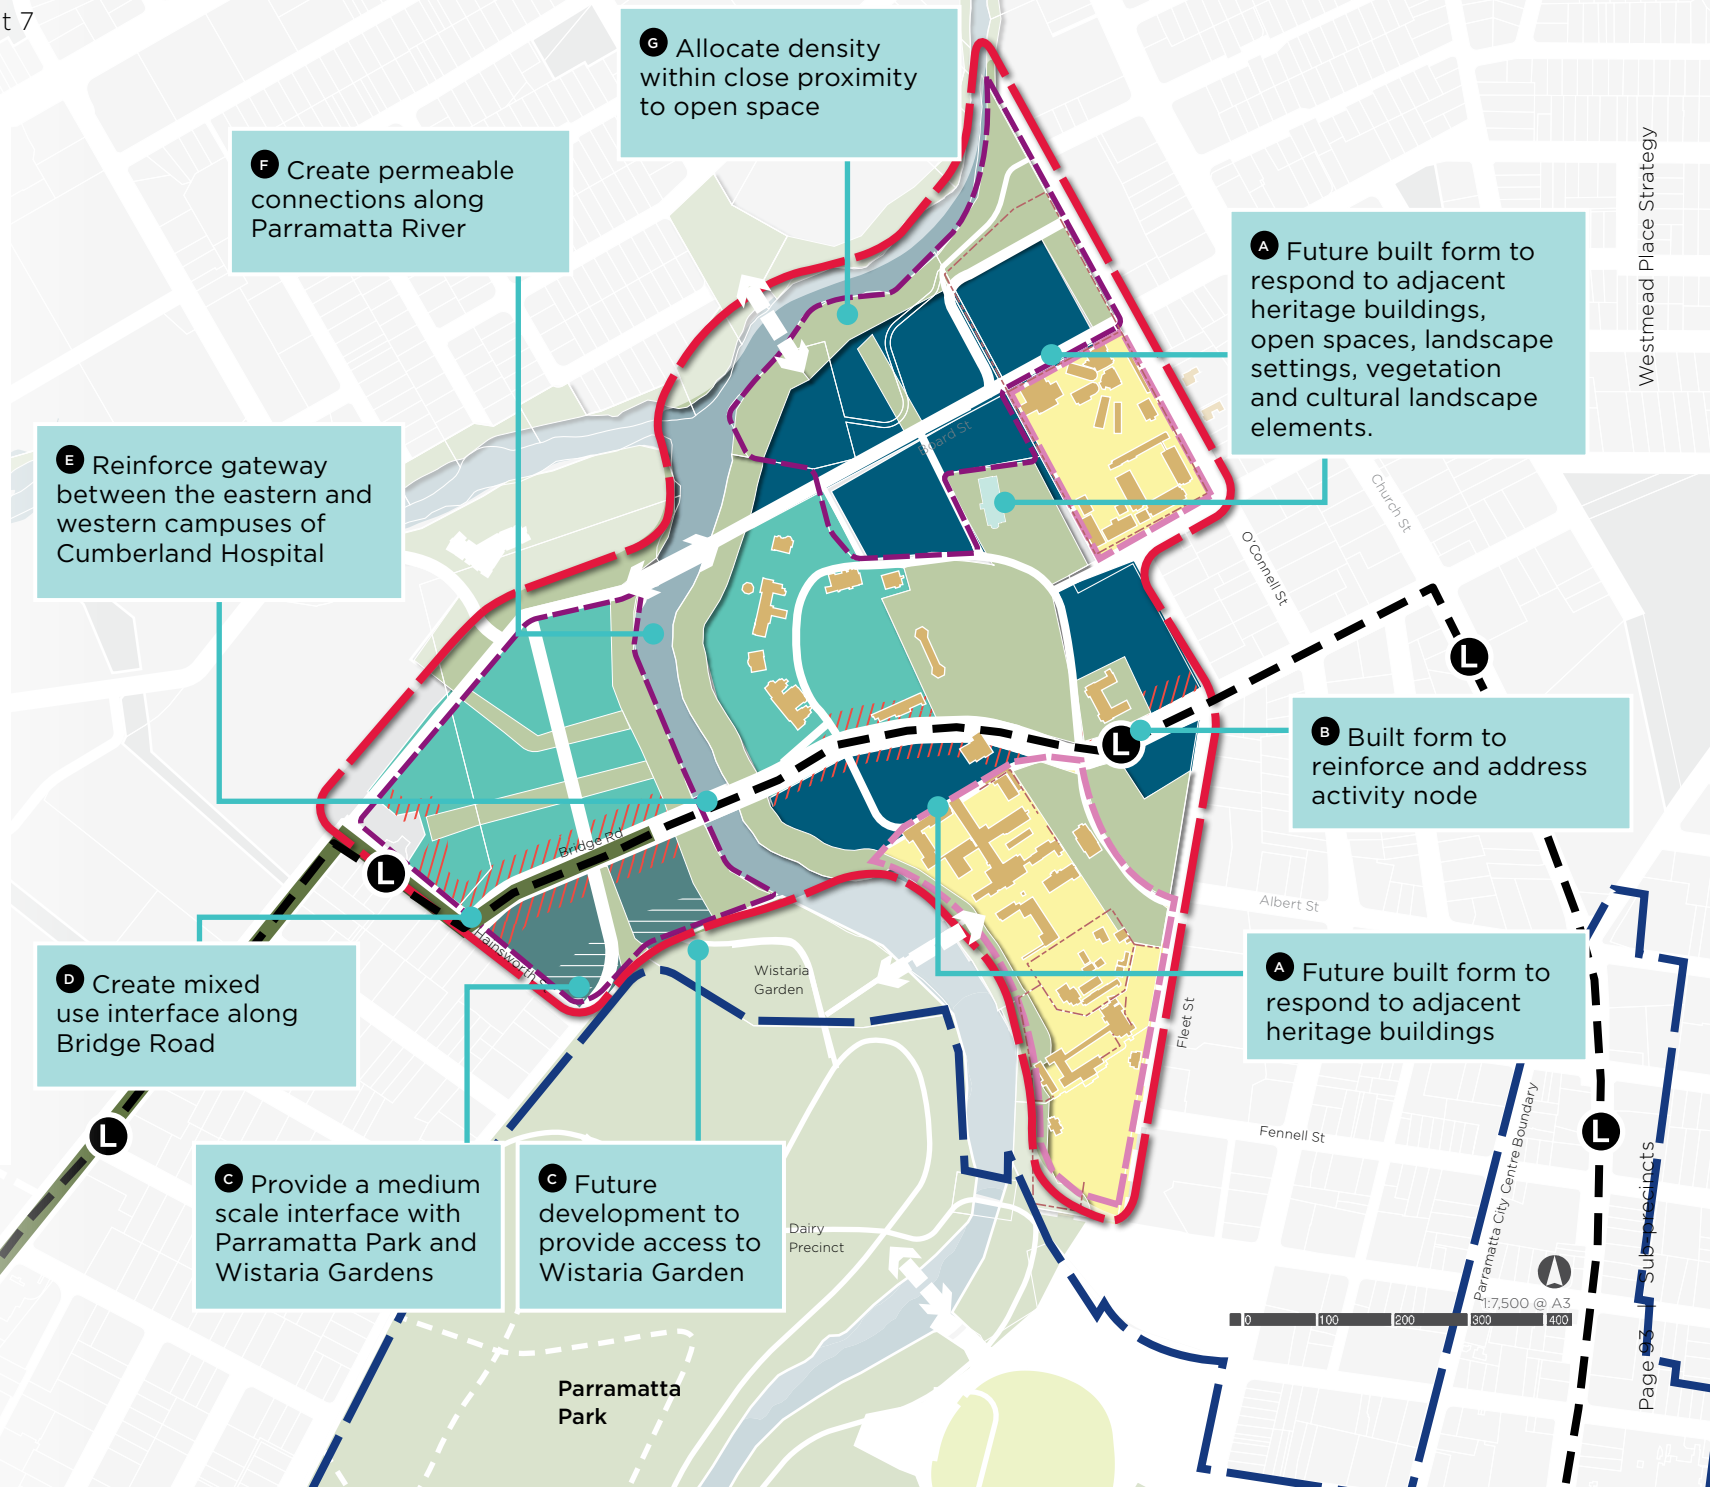 t 7
G Allocate density
within close proximity
to open space
F Create permeable
connections along
Parramatta River
A Future built form to
respond to adjacent
heritage buildings,
open spaces, landscape
settings, vegetation
and cultural landscape
elements.
Westmead Place Strategy
E Reinforce gateway
between the eastern and
western campuses of
Cumberland Hospital
Church St
O'Connell St
L
B Built form to
reinforce and address
activity node
L
Bridge Rd
L
Albert St
Hainsworth
D Create mixed
use interface along
Bridge Road
Wistaria
Garden
A Future built form to
respond to adjacent
heritage buildings
Fleet St
L
Fennell St
L
Parramatta City Centre Boundary
C Provide a medium
scale interface with
Parramatta Park and
Wistaria Gardens
C Future
development to
provide access to
Wistaria Garden
Dairy
Precinct
1:7,500 @ A3
0 100 200 300 400
Page 93 | Sub-precincts
Parramatta
Park